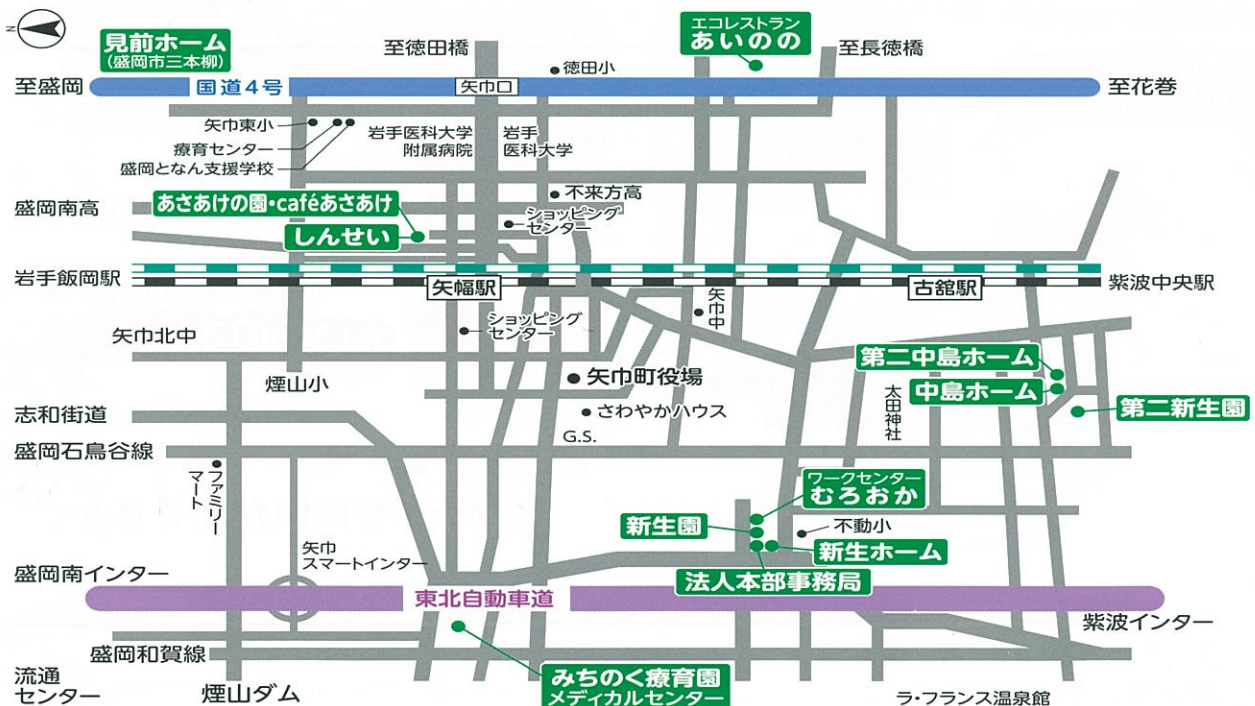 N
見前ホーム
(盛岡市三本柳)
至徳田橋
エコレストラン
あいのの
至長徳橋
徳田小
至盛岡
国道4号
矢巾口
至花巻
矢巾東小
療育センター
盛岡となん支援学校
岩手医科大学
附属病院
岩手
医科大学
盛岡南高
あさあけの園・caféあさあけ
しんせい
不来方高
ショッピング
センター
岩手飯岡駅
矢幅駅
古舘駅
紫波中央駅
矢巾中
ショッピング
センター
矢巾北中
煙山小
矢巾町役場
第二中島ホーム
中島ホーム
第二新生園
太田神社
志和街道
さわやかハウス
G.S.
盛岡石鳥谷線
ファミリー
マート
ワークセンター
むろおか
新生園
不動小
新生ホーム
法人本部事務局
矢巾
スマートインター
盛岡南インター
東北自動車道
紫波インター
盛岡和賀線
みちのく療育園
メディカルセンター
流通
センター
煙山ダム
ラ・フランス温泉館